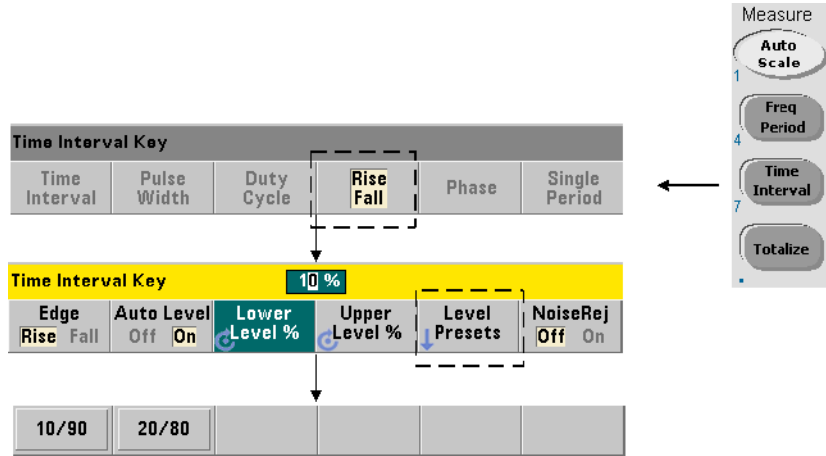 Measure
Auto
Scale
1
Freq
Period
4
Time
Interval
7
Totalize
.
Time Interval Key
Time
Interval
Pulse
Width
Duty
Cycle
Rise
Fall
Phase
Single
Period
Time Interval Key
10 %
Edge
Rise Fall
Auto Level
Off On
Lower
Level %
Upper
Level %
Level
Presets
NoiseRej
Off On
10/90
20/80